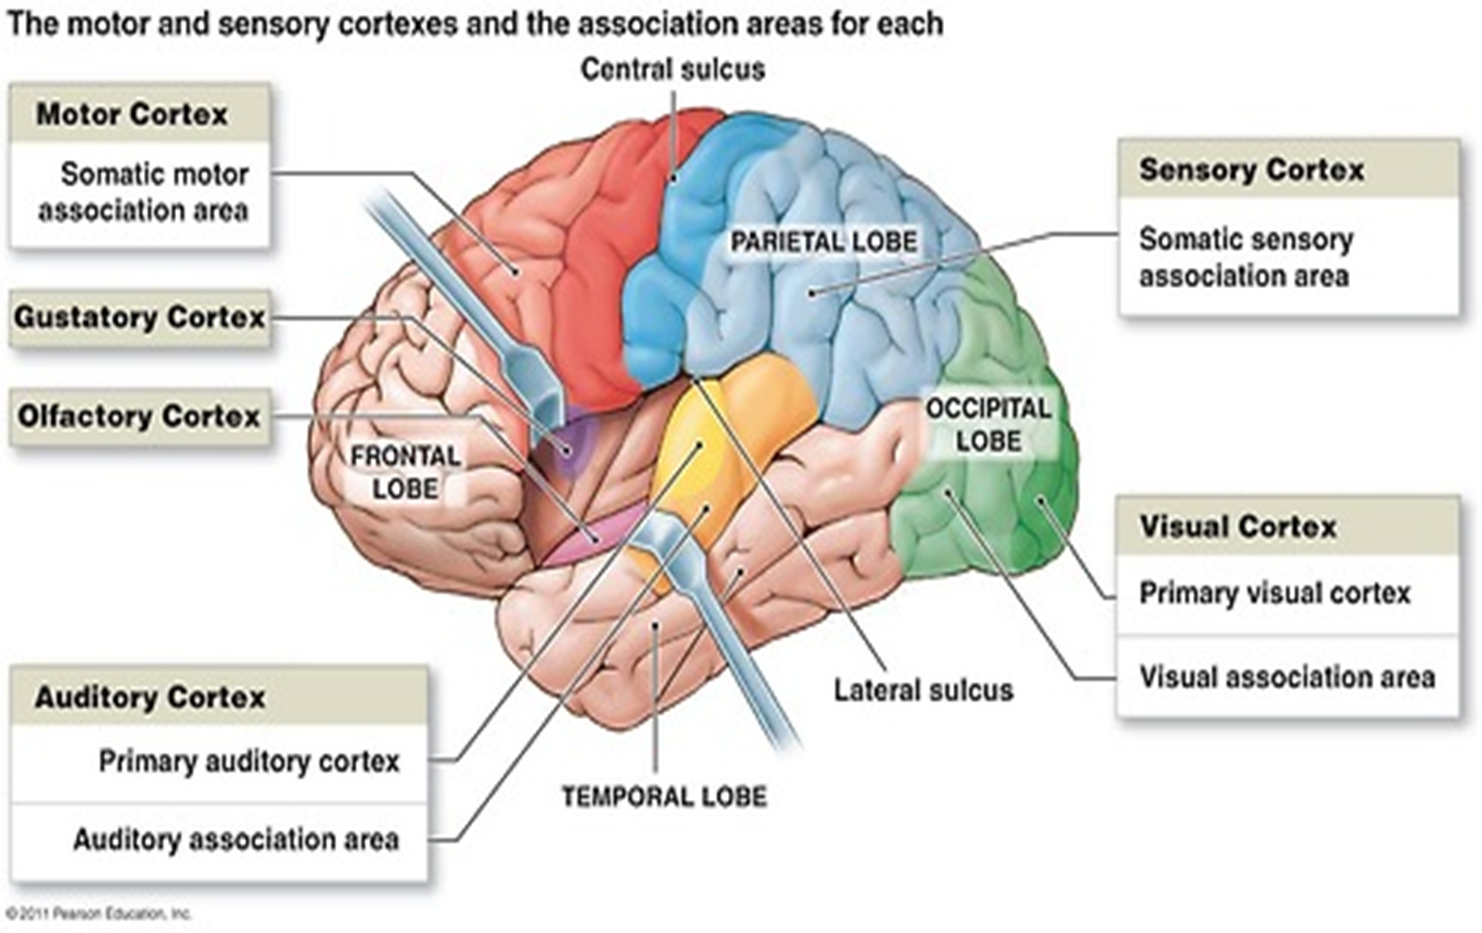 The motor and sensory cortexes and the association areas for each
Central sulcus
Motor Cortex
Somatic motor
association area
Gustatory Cortex
Olfactory Cortex
FRONTAL
LOBE
PARIETAL LOBE
OCCIPITAL
LOBE
Sensory Cortex
Somatic sensory
association area
Visual Cortex
Primary visual cortex
Visual association area
Lateral sulcus
TEMPORAL LOBE
Auditory Cortex
Primary auditory cortex
Auditory association area
© 2011 Pearson Education, Inc.